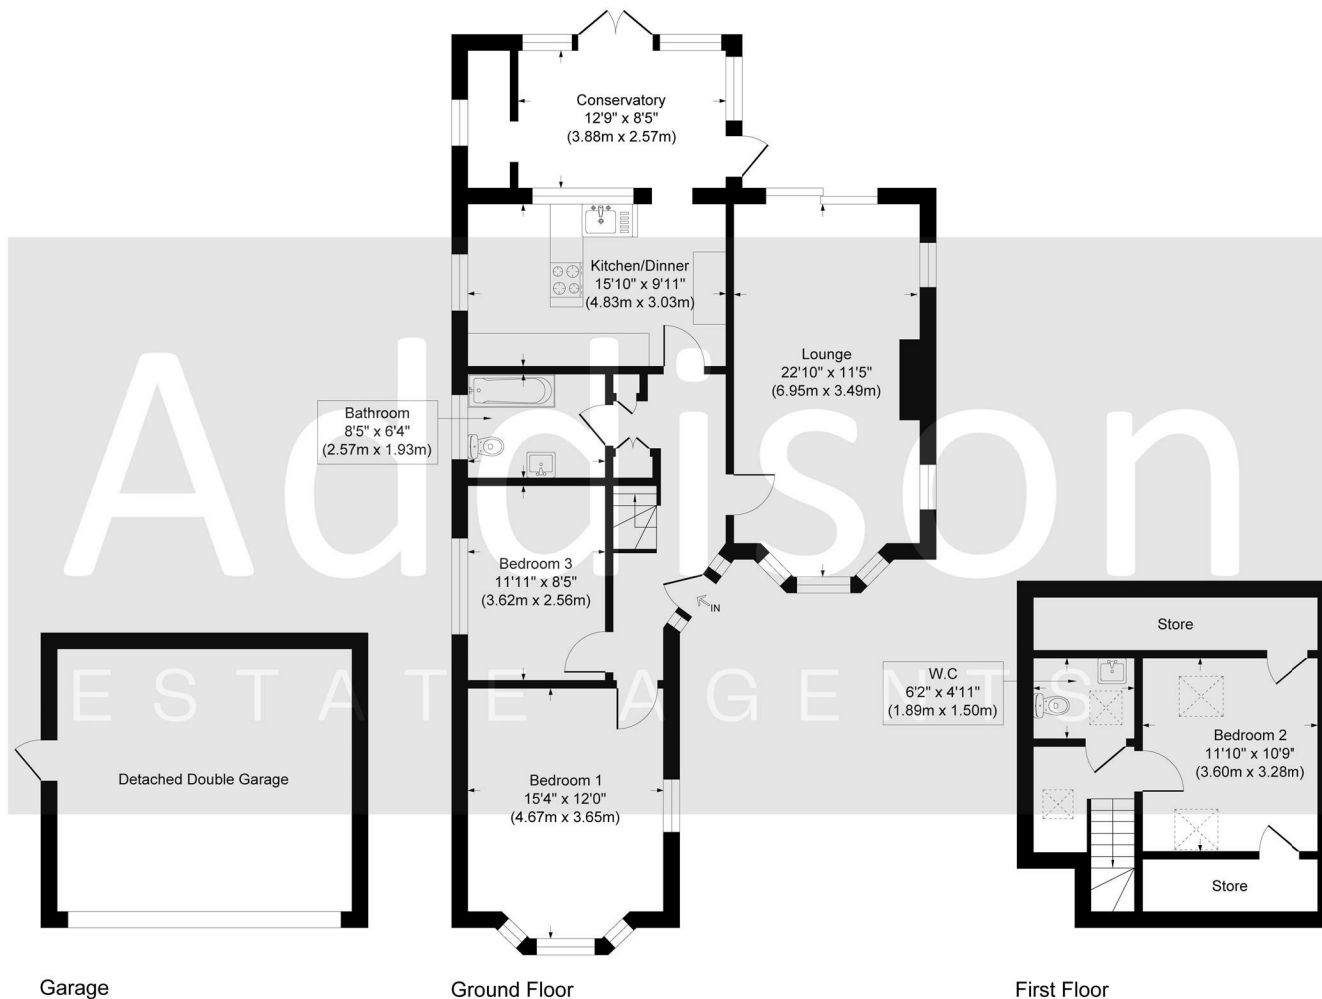 Conservatory
12'9" x 8'5"
(3.88m x 2.57m)
Kitchen/Dinner
15'10" x 9'11"
(4.83m x 3.03m)
Lounge
22'10" x 11'5"
(6.95m x 3.49m)
Bathroom
8'5" x 6'4"
(2.57m x 1.93m)
Addison
ESTATE AGENTS
Bedroom 3
11'11" x 8'5"
(3.62m x 2.56m)
IN
Store
W.C
6'2" x 4'11"
(1.89m x 1.50m)
Bedroom 2
11'10" x 10'9"
(3.60m x 3.28m)
Detached Double Garage
Bedroom 1
15'4" x 12'0"
(4.67m x 3.65m)
Store
Garage
Ground Floor
First Floor